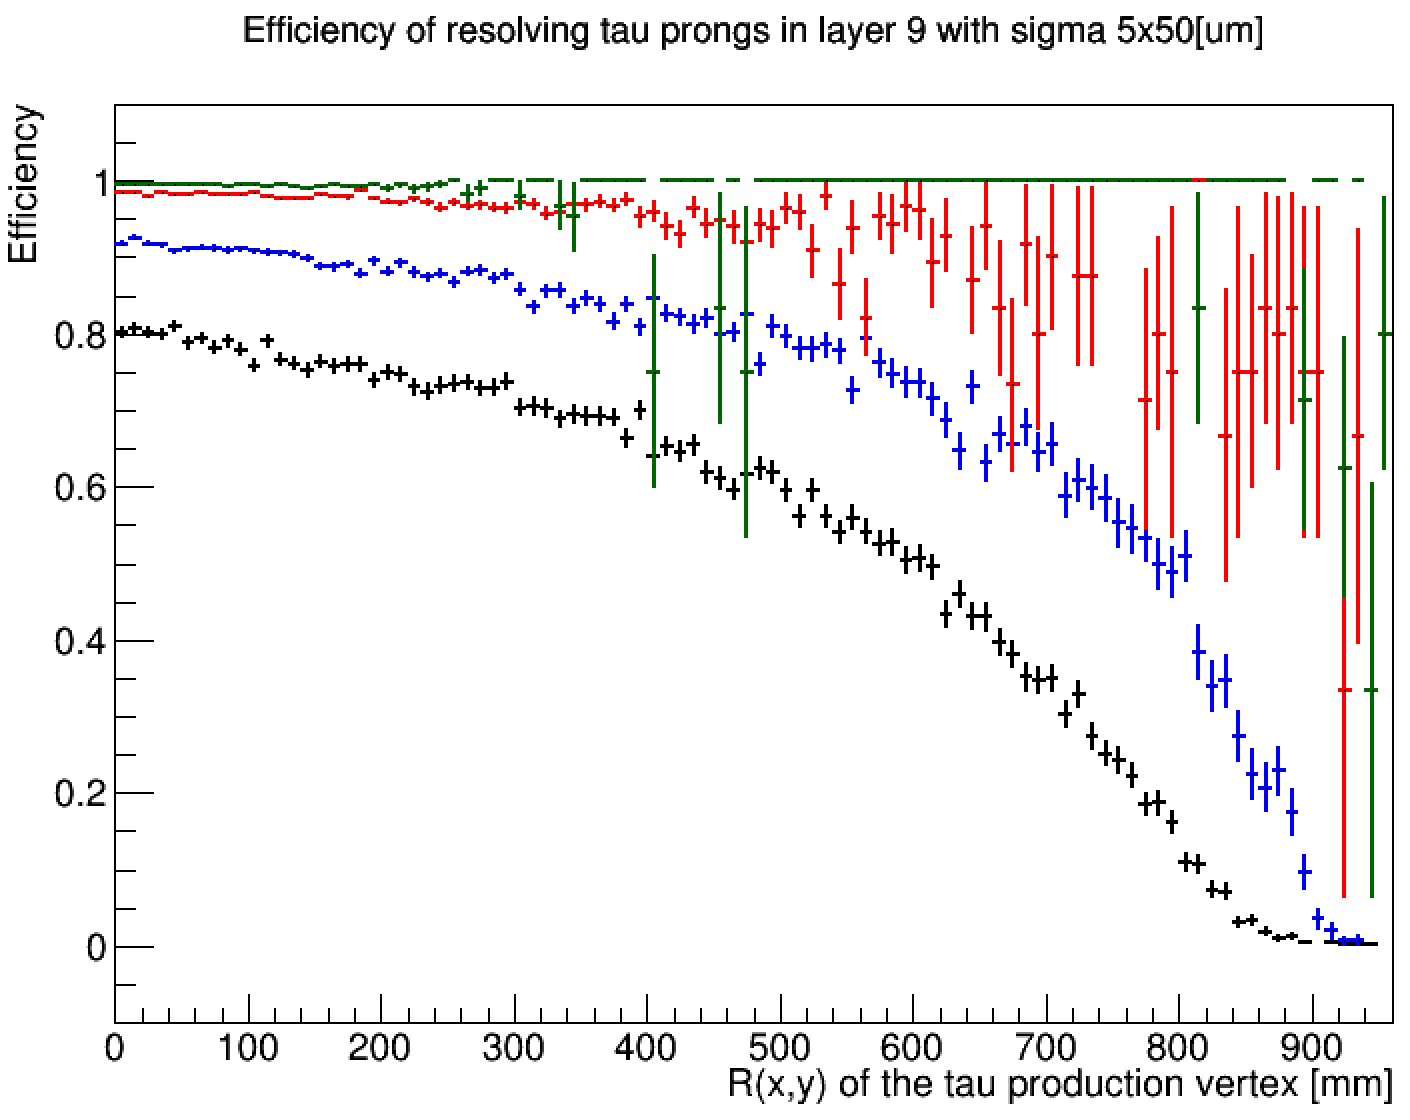 Efficiency of resolving tau prongs in layer 9 with sigma 5x50[um]
Efficiency
1
0.8
0.6
0.4
0.2
0
0 100 200 300 400 500 600 700 800 900
R(x,y) of the tau production vertex [mm]